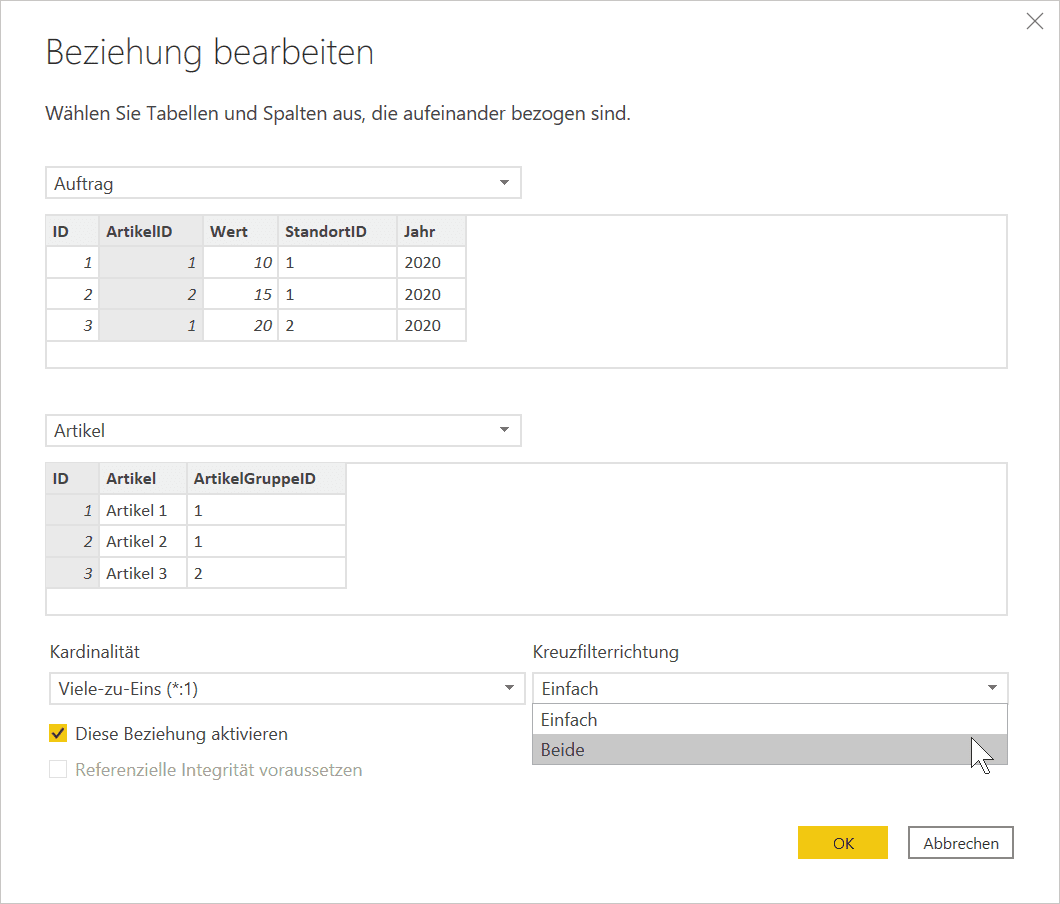 Beziehung bearbeiten
Wählen Sie Tabellen und Spalten aus, die aufeinander bezogen sind.
Auftrag
ID ArtikelID Wert StandortID Jahr
1 1 10 1 2020
2 2 15 1 2020
3 1 20 2 2020
Artikel
ID Artikel ArtikelGruppeID
1 Artikel 1 1
2 Artikel 2 1
3 Artikel 3 2
Kardinalität Kreuzfilterrichtung
Viele-zu-Eins (*:1) Einfach
Einfach
Diese Beziehung aktivieren
Beide
Referenzielle Integrität voraussetzen
OK Abbrechen